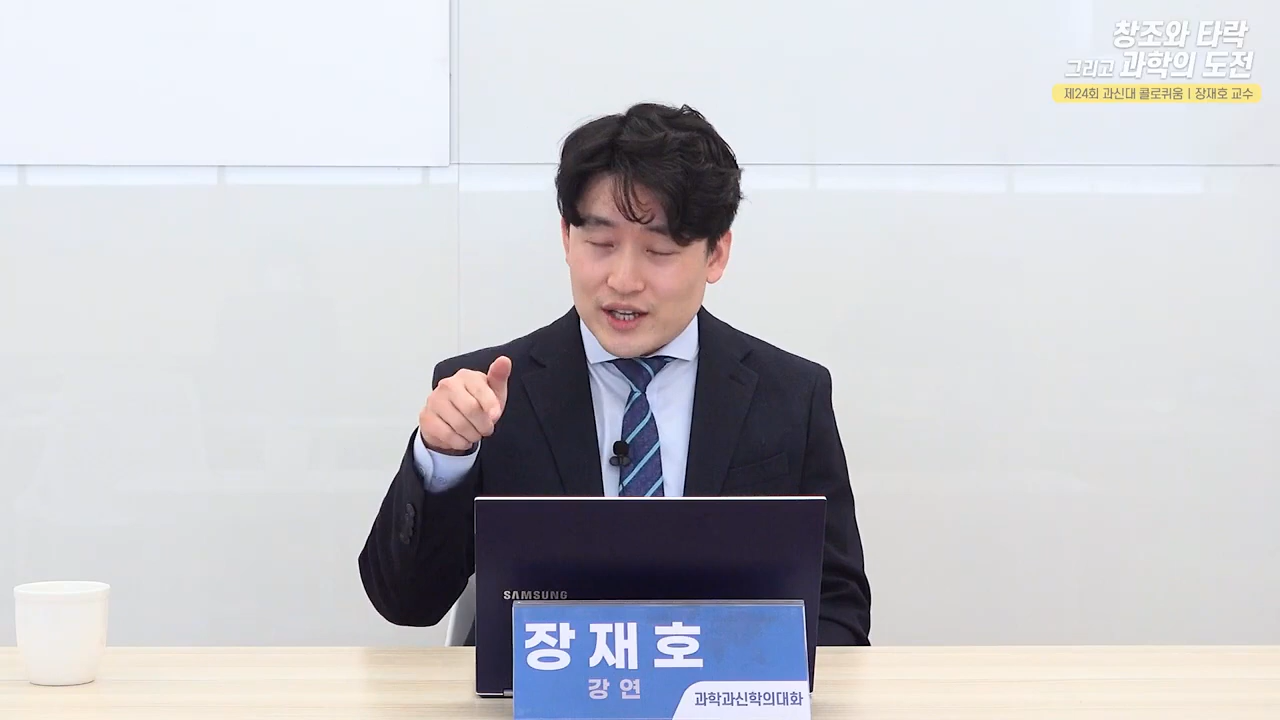 창조와 타락
그리고 과학의 도전
제24회 과신대 콜로퀴움 | 장재호 교수
SAMSUNG
장재호
강연
과학과신학의대화